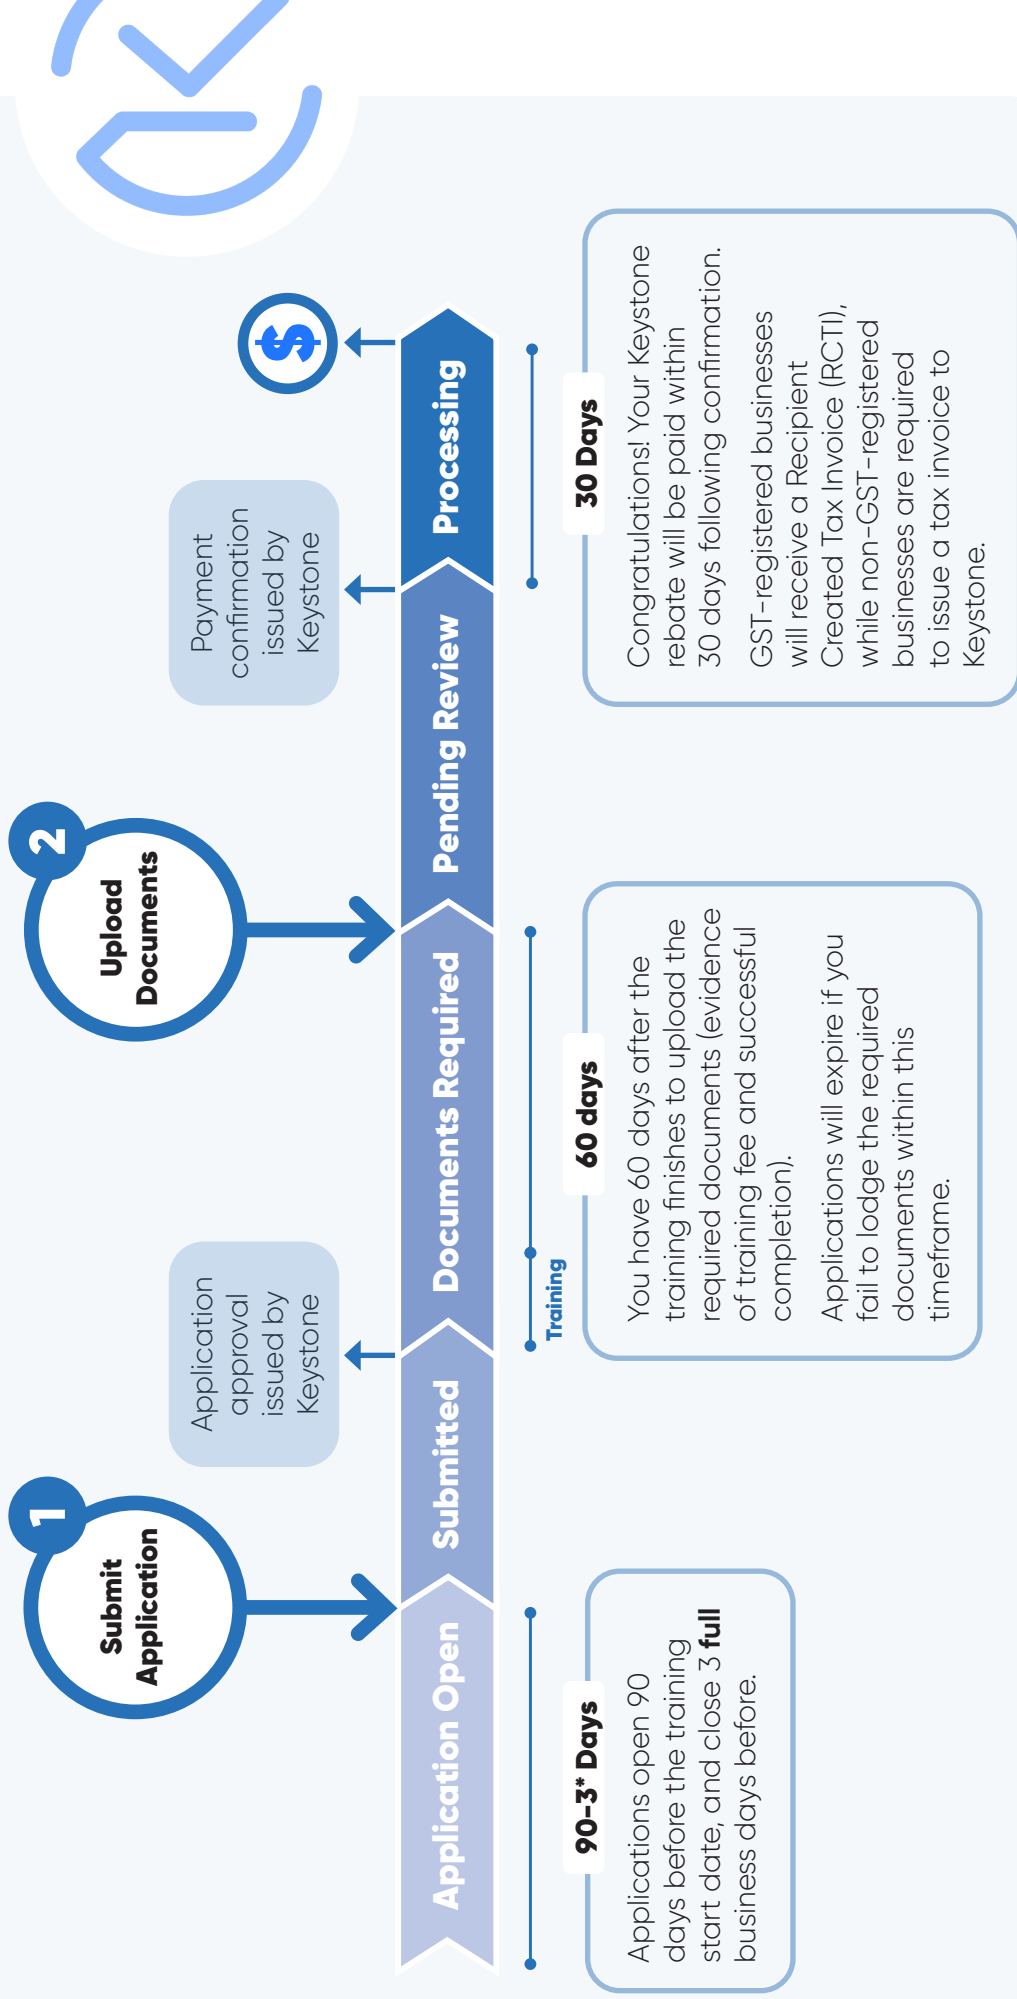 1
Submit
Application
Application
approval
issued by
Keystone
2
Upload
Documents
Payment
confirmation
issued by
Keystone
$
Application Open
Submitted
Documents Required
Pending Review
Processing
90-3* Days
Applications open 90
days before the training
start date, and close 3 full
business days before.
Training
60 days
You have 60 days after the
training finishes to upload the
required documents (evidence
of training fee and successful
completion).
Applications will expire if you
fail to lodge the required
documents within this
timeframe.
30 Days
Congratulations! Your Keystone
rebate will be paid within
30 days following confirmation.
GST-registered businesses
will receive a Recipient
Created Tax Invoice (RCTI),
while non-GST-registered
businesses are required
to issue a tax invoice to
Keystone.